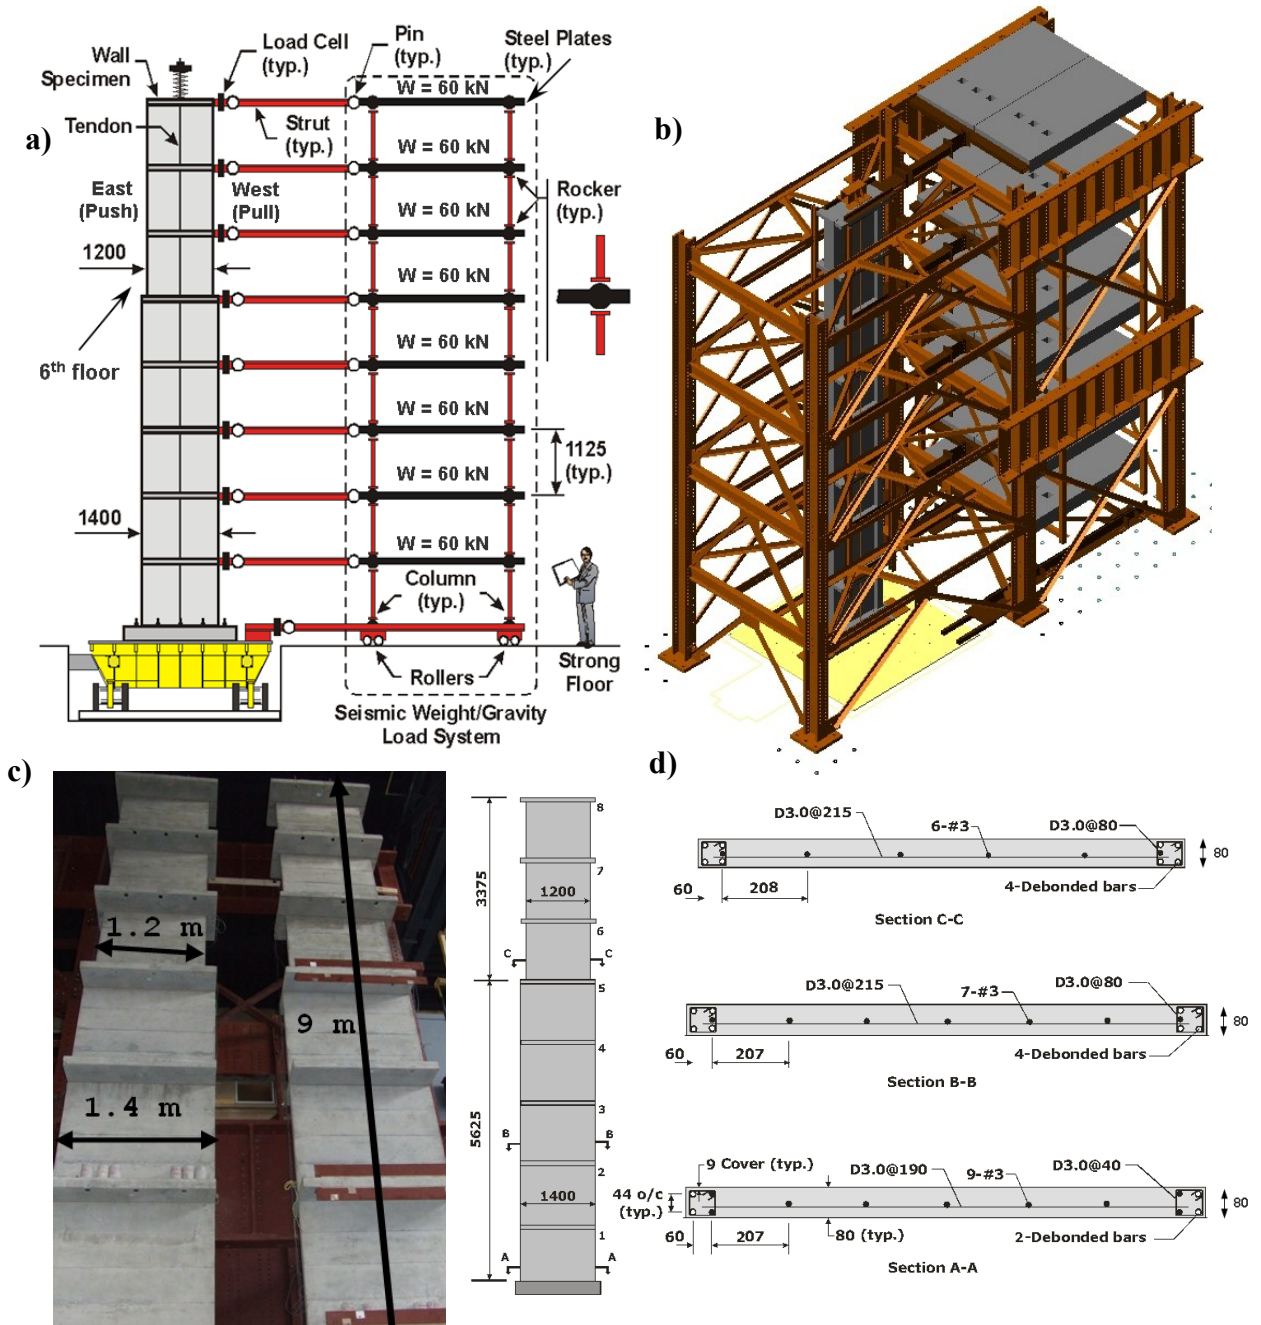 a)
Wall
Specimen
Load Cell
(typ.)
Pin
(typ.)
Steel Plates
(typ.)
W = 60 kN
Tendon
Strut
(typ.)
W = 60 kN
East
(Push)
West
(Pull)
W = 60 kN
Rocker
(typ.)
1200
W = 60 kN
6th floor
W = 60 kN
W = 60 kN
1125
(typ.)
W = 60 kN
1400
W = 60 kN
Column
(typ.)
Rollers
Strong
Floor
Seismic Weight/Gravity
Load System
b)
c)
1.2 m
9 m
1.4 m
8
7
3375
1200
6
C C
5
4
3
5625
B B
2
1400
1
A A
d)
D3.0@215
6-#3
D3.0@80
80
60
208
4-Debonded bars
Section C-C
D3.0@215
7-#3
D3.0@80
80
60
207
4-Debonded bars
Section B-B
9 Cover (typ.)
D3.0@190
9-#3
D3.0@40
44 o/c
(typ.)
80
60
207
80 (typ.)
2-Debonded bars
Section A-A